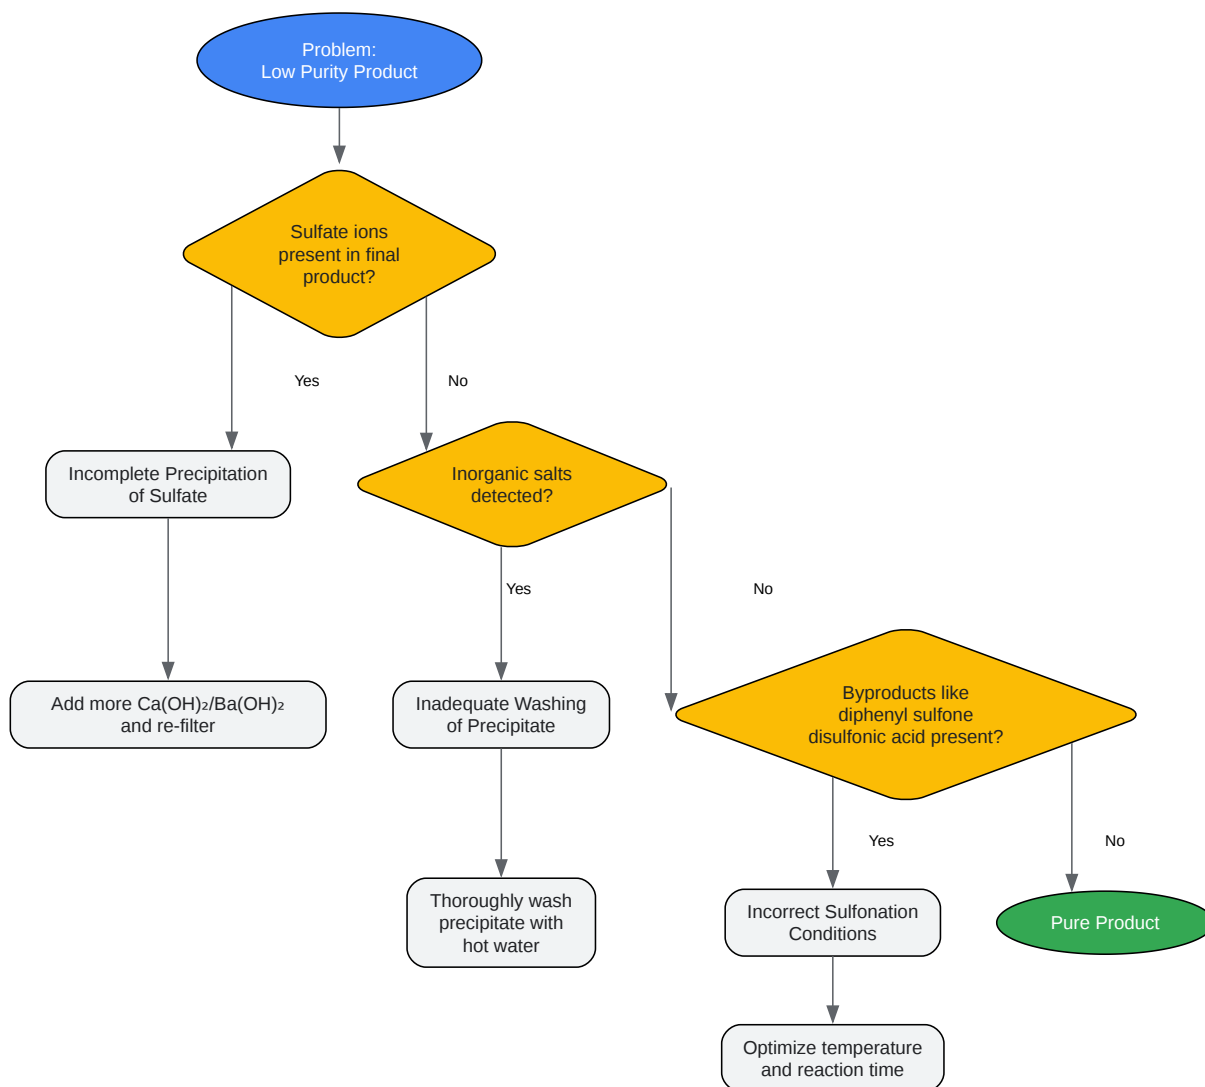 Problem:
Low Purity Product
Sulfate ions
present in final
product?
Yes
No
Incomplete Precipitation
of Sulfate
Inorganic salts
detected?
Yes
No
Add more Ca(OH)₂/Ba(OH)₂
and re-filter
Inadequate Washing
of Precipitate
Byproducts like
diphenyl sulfone
disulfonic acid present?
Yes
No
Thoroughly wash
precipitate with
hot water
Incorrect Sulfonation
Conditions
Pure Product
Optimize temperature
and reaction time